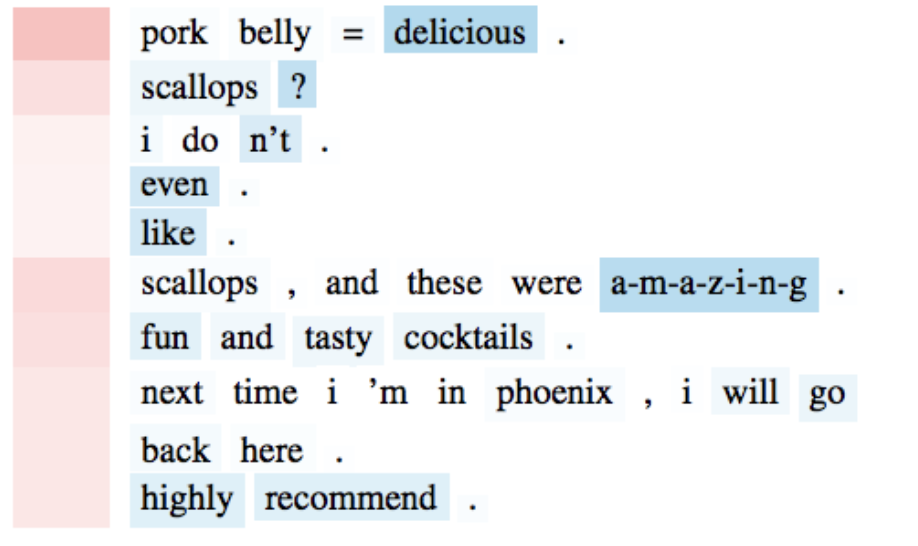 pork belly = delicious .
scallops ?
i do n’t .
even .
like .
scallops , and these were a-m-a-z-i-n-g .
fun and tasty cocktails .
next time i ’m in phoenix , i will go
back here .
highly recommend .